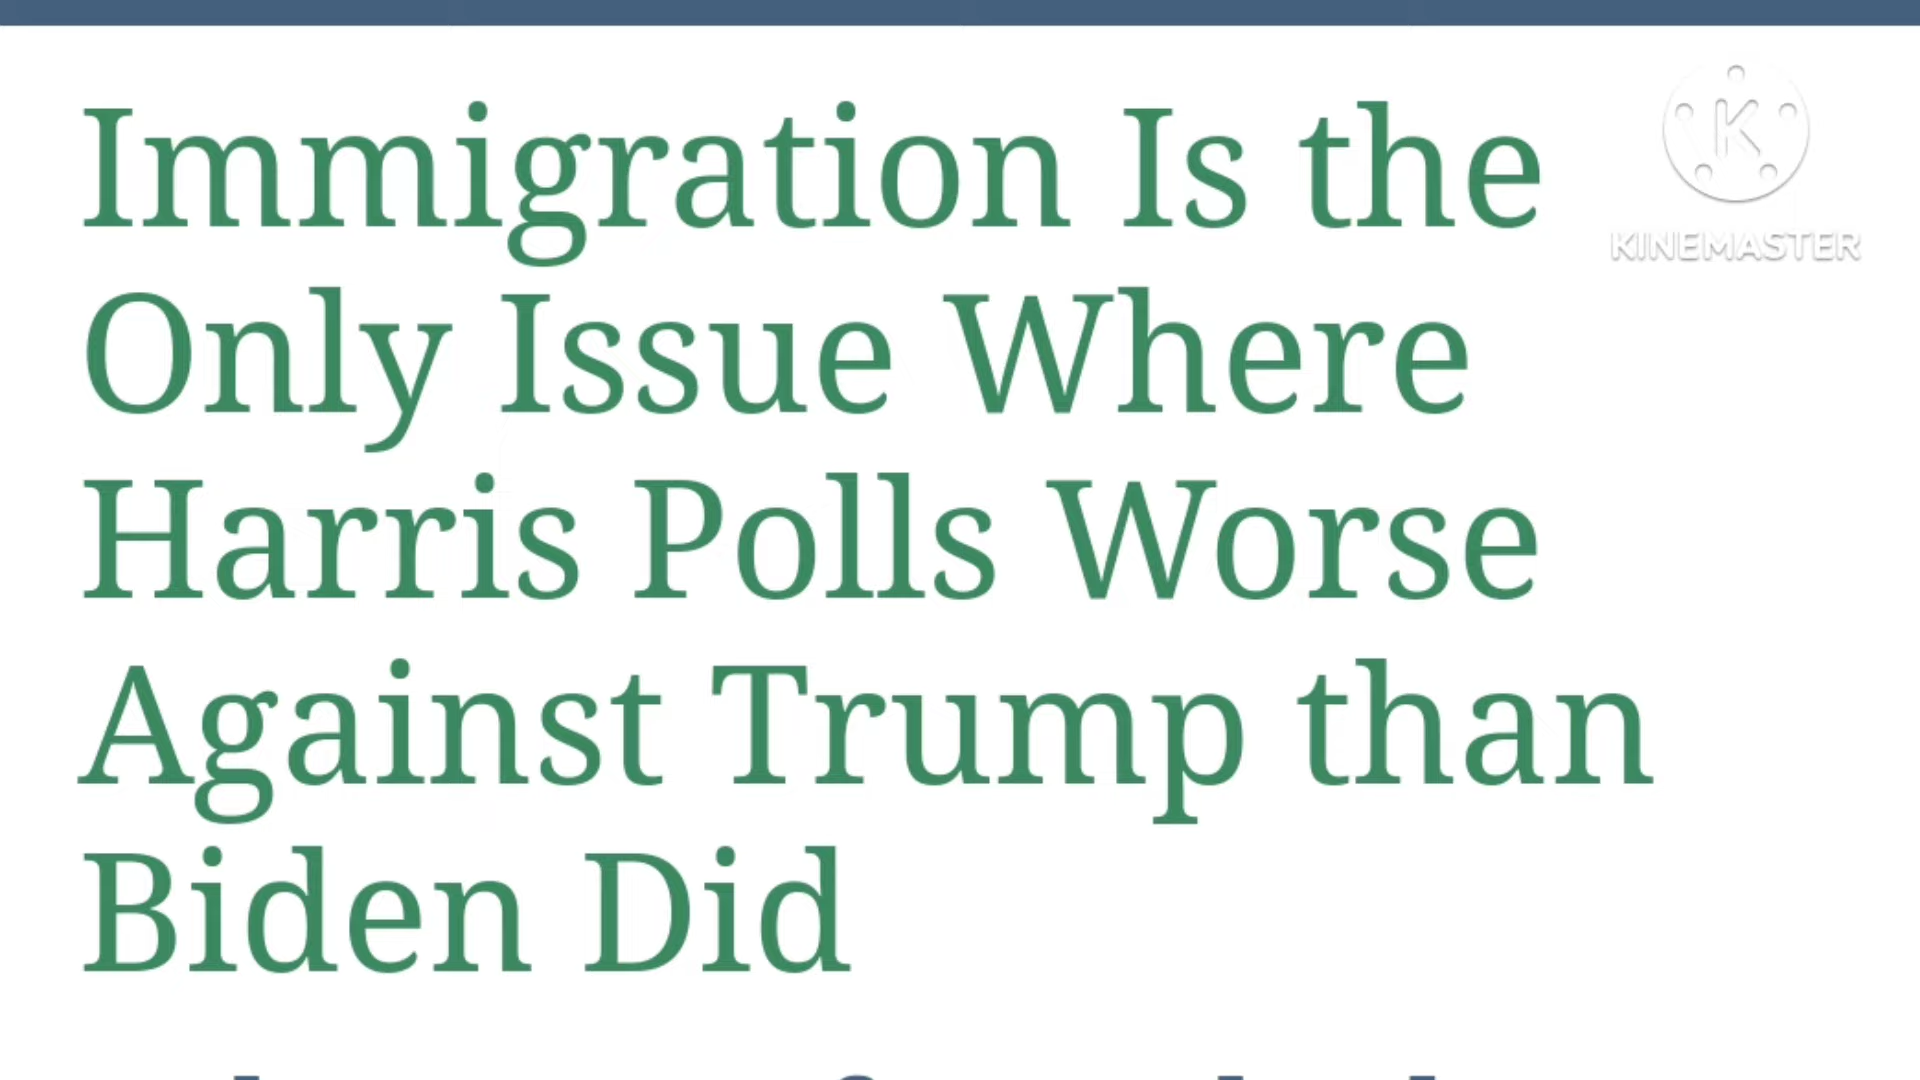 Immigration Is the
Only Issue Where
Harris Polls Worse
Against Trump than
Biden Did
K
KINEMASTER